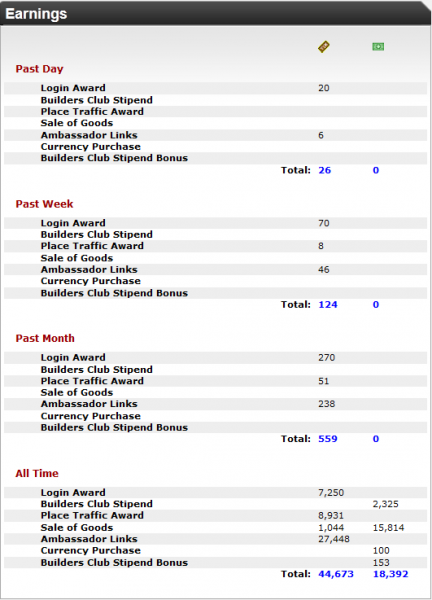 Earnings
Past Day
Login Award 20
Builders Club Stipend
Place Traffic Award
Sale of Goods
Ambassador Links 6
Currency Purchase
Builders Club Stipend Bonus
Total: 26 0
Past Week
Login Award 70
Builders Club Stipend
Place Traffic Award 8
Sale of Goods
Ambassador Links 46
Currency Purchase
Builders Club Stipend Bonus
Total: 124 0
Past Month
Login Award 270
Builders Club Stipend
Place Traffic Award 51
Sale of Goods
Ambassador Links 238
Currency Purchase
Builders Club Stipend Bonus
Total: 559 0
All Time
Login Award 7,250
Builders Club Stipend 2,325
Place Traffic Award 8,931
Sale of Goods 1,044 15,814
Ambassador Links 27,448
Currency Purchase 100
Builders Club Stipend Bonus 153
Total: 44,673 18,392